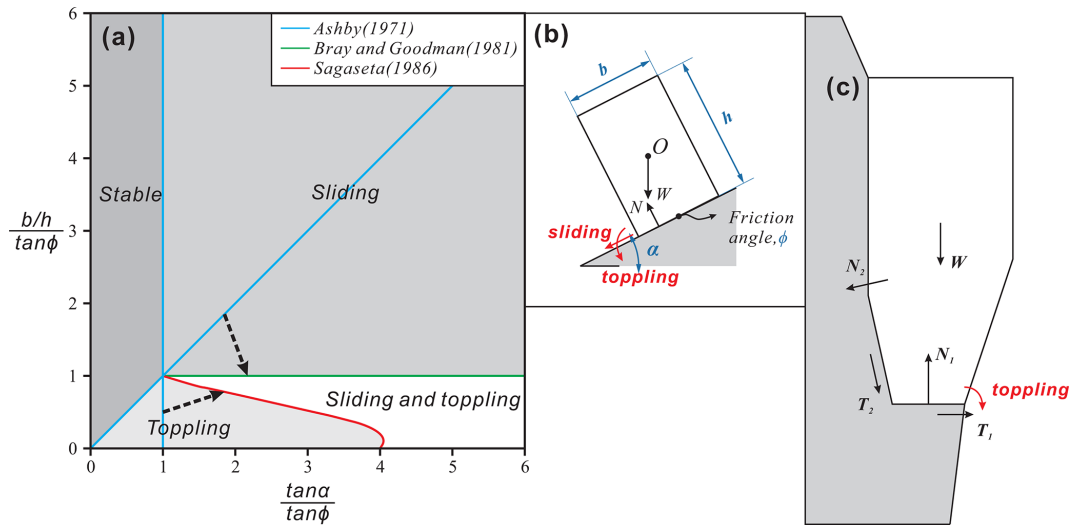 (a)
Ashby(1971)
Bray and Goodman(1981)
Sagaseta(1986)
6
5
4
3
2
1
0
b/h
tanϕ
Stable
Sliding
Sliding and toppling
Toppling
0
1
2
3
4
5
6
tanα
tanϕ
(b)
b
h
O
W
N
Friction
angle,ϕ
sliding
α
toppling
(c)
N₂
W
N₁
toppling
T₂
T₁